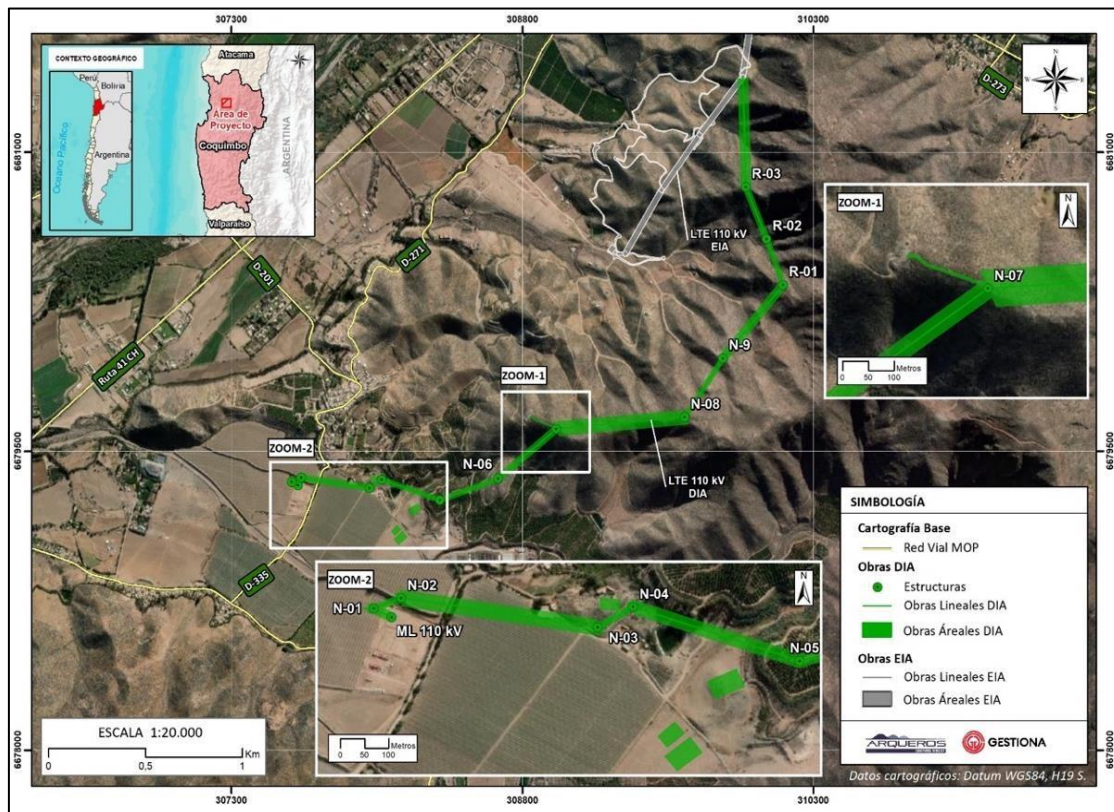 307300
308800
310300
CONTEXTO GEOGRÁFICO
Perú
Bolivia
Océano Pacífico
Argentina
Atacama
Área de
Proyecto
Coquimbo
ARGENTINA
Valparaíso
D-273
6681000
6681000
R-03
LTE 110 kV
EIA
R-02
R-01
D-271
D-201
Ruta 41 CH
ZOOM-1
N-07
0 50 100
Metros
N-9
ZOOM-1
N-08
LTE 110 kV
DIA
N-06
ZOOM-2
6679500
6679500
D-335
ZOOM-2
N-01
N-02
ML 110 kV
N-03
N-04
N-05
0 50 100
Metros
SIMBOLOGÍA
Cartografía Base
Red Vial MOP
Obras DIA
Estructuras
Obras Lineales DIA
Obras Áreales DIA
Obras EIA
Obras Lineales EIA
Obras Áreales EIA
ARQUEROS
GESTIONA
Datos cartográficos: Datum WGS84, H19 S.
ESCALA 1:20.000
0 0,5 1
Km
6678000
6678000
307300
308800
310300